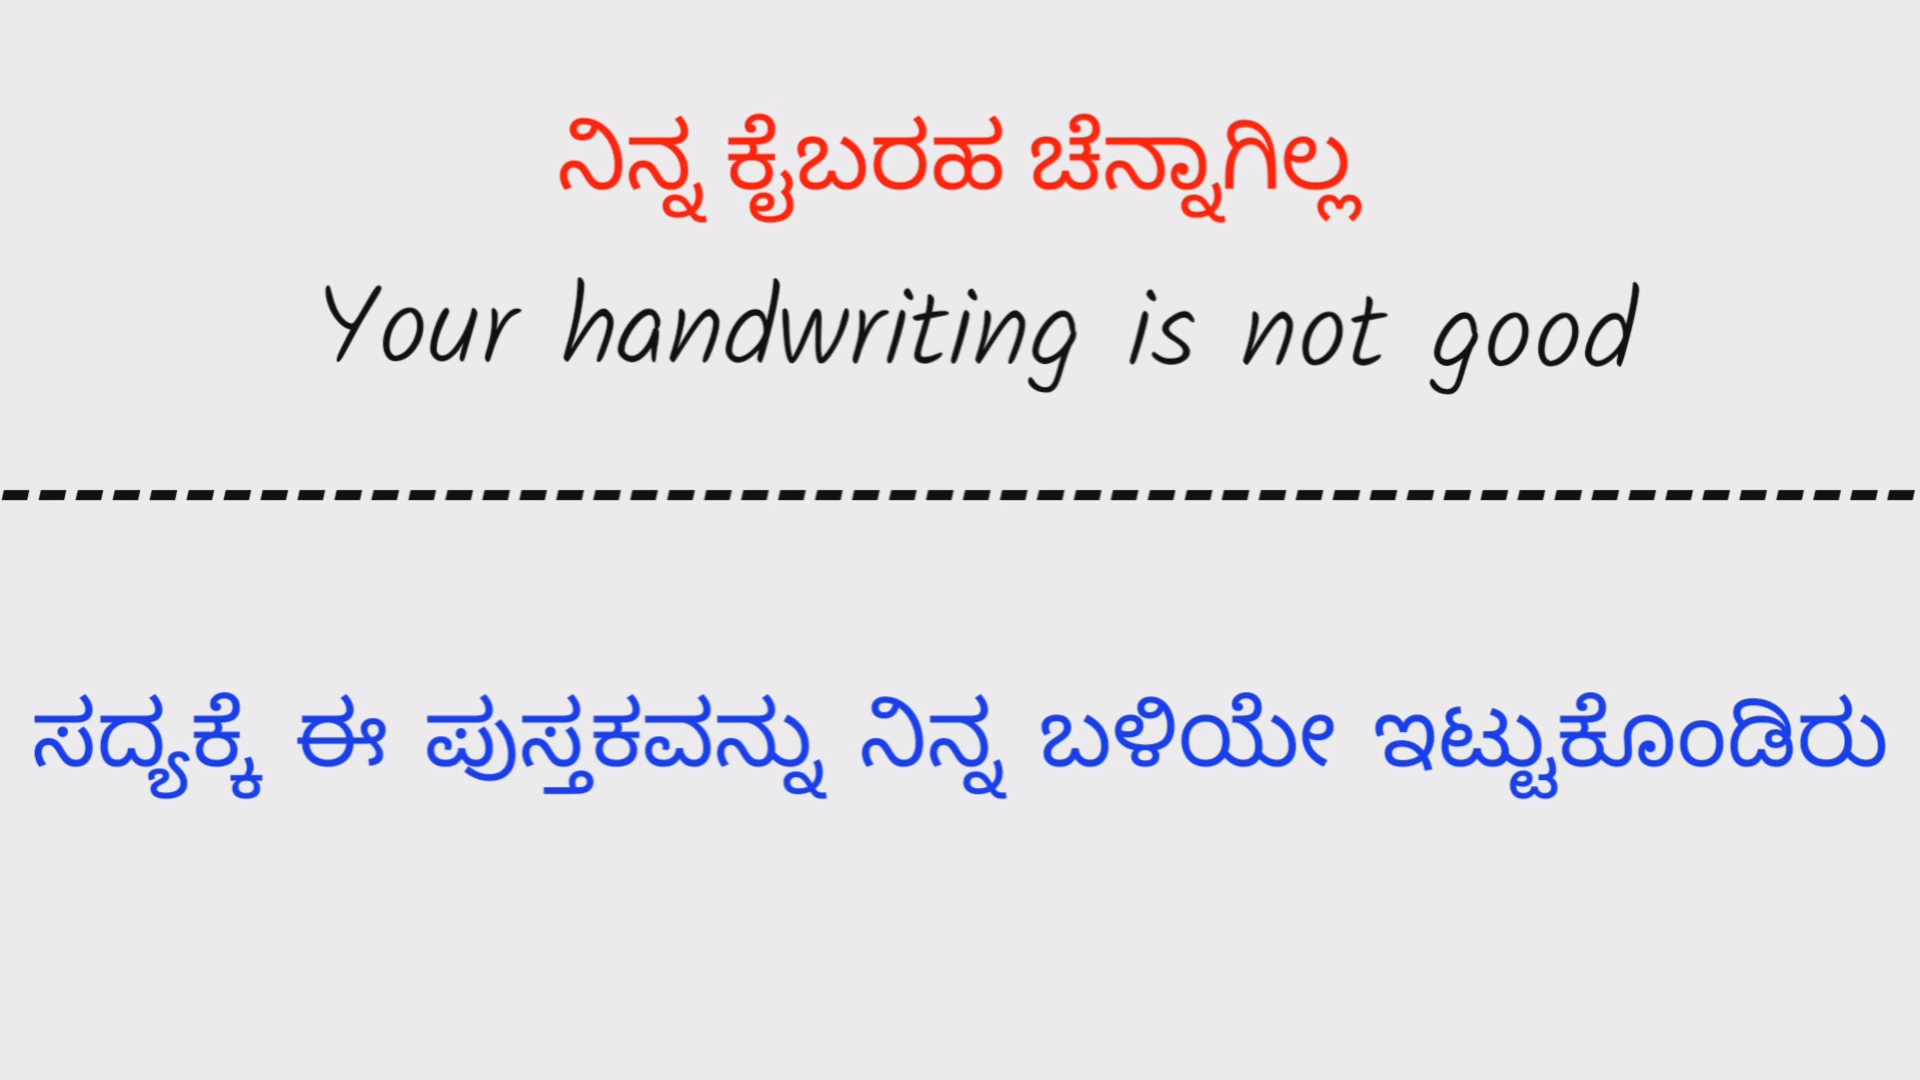 ನಿನ್ನ ಕೈಬರಹ ಚೆನ್ನಾಗಿಲ್ಲ
Your handwriting is not good
ಸದ್ಯಕ್ಕೆ ಈ ಪುಸ್ತಕವನ್ನು ನಿನ್ನ ಬಳಿಯೇ ಇಟ್ಟುಕೊಂಡಿರು